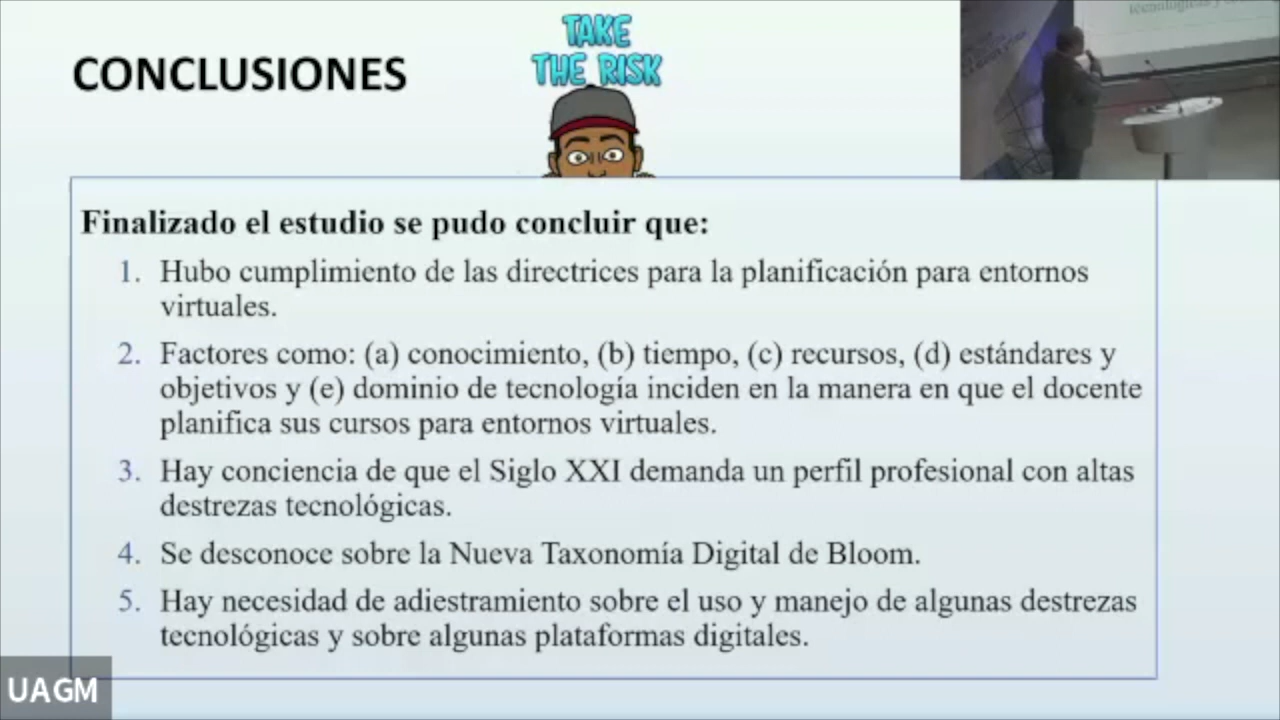 TAKE
THE RISK
CONCLUSIONES
Finalizado el estudio se pudo concluir que:
1. Hubo cumplimiento de las directrices para la planificación para entornos
virtuales.
2. Factores como: (a) conocimiento, (b) tiempo, (c) recursos, (d) estándares y
objetivos y (e) dominio de tecnología inciden en la manera en que el docente
planifica sus cursos para entornos virtuales.
3. Hay conciencia de que el Siglo XXI demanda un perfil profesional con altas
destrezas tecnológicas.
4. Se desconoce sobre la Nueva Taxonomía Digital de Bloom.
5. Hay necesidad de adiestramiento sobre el uso y manejo de algunas destrezas
tecnológicas y sobre algunas plataformas digitales.
UAGM